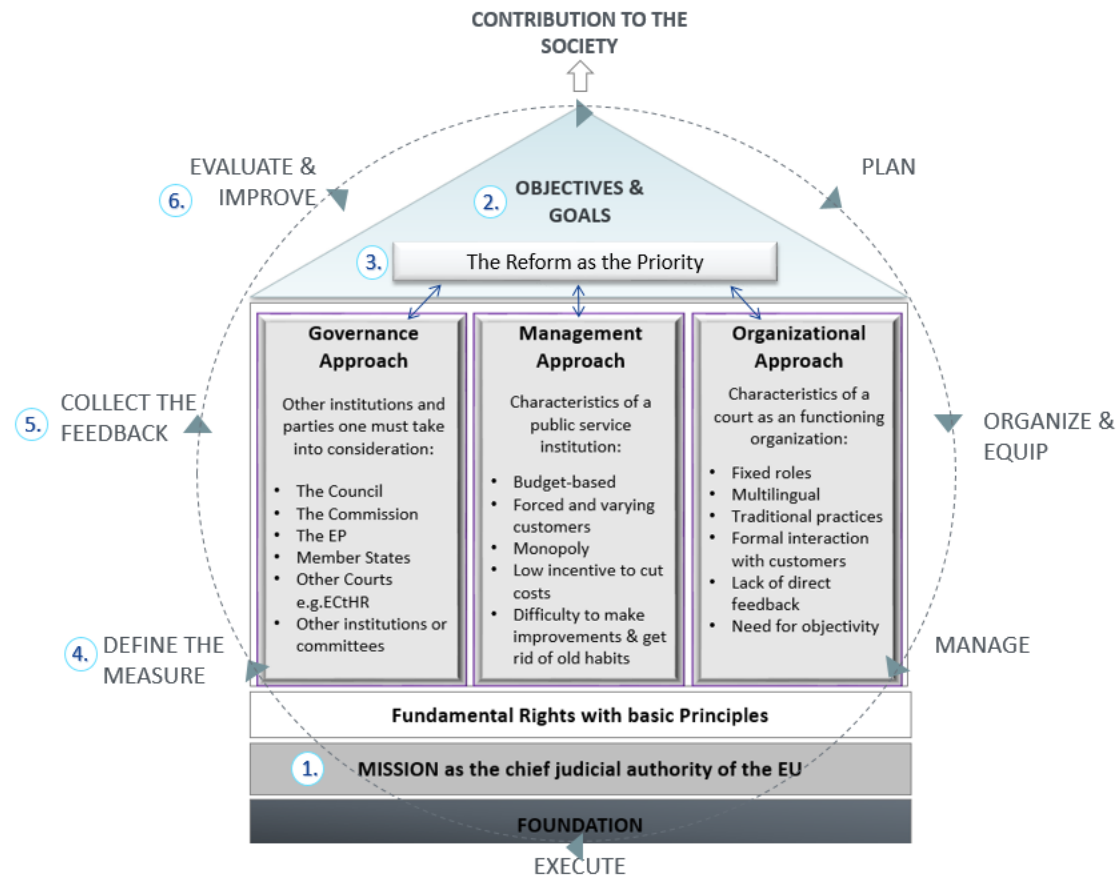 CONTRIBUTION TO THE
SOCIETY
PLAN
EVALUATE &
IMPROVE
6.
2.
OBJECTIVES &
GOALS
3.
The Reform as the Priority
Governance
Approach
Other institutions and
parties one must take
into consideration:
• The Council
• The Commission
• The EP
• Member States
• Other Courts
e.g.ECtHR
• Other institutions or
committees
Management
Approach
Characteristics of a
public service
institution:
• Budget-based
• Forced and varying
customers
• Monopoly
• Low incentive to cut
costs
• Difficulty to make
improvements & get
rid of old habits
Organizational
Approach
Characteristics of a
court as an functioning
organization:
• Fixed roles
• Multilingual
• Traditional practices
• Formal interaction
with customers
• Lack of direct
feedback
• Need for objectivity
5.
COLLECT THE
FEEDBACK
ORGANIZE &
EQUIP
4.
DEFINE THE
MEASURE
MANAGE
Fundamental Rights with basic Principles
1.
MISSION as the chief judicial authority of the EU
FOUNDATION
EXECUTE